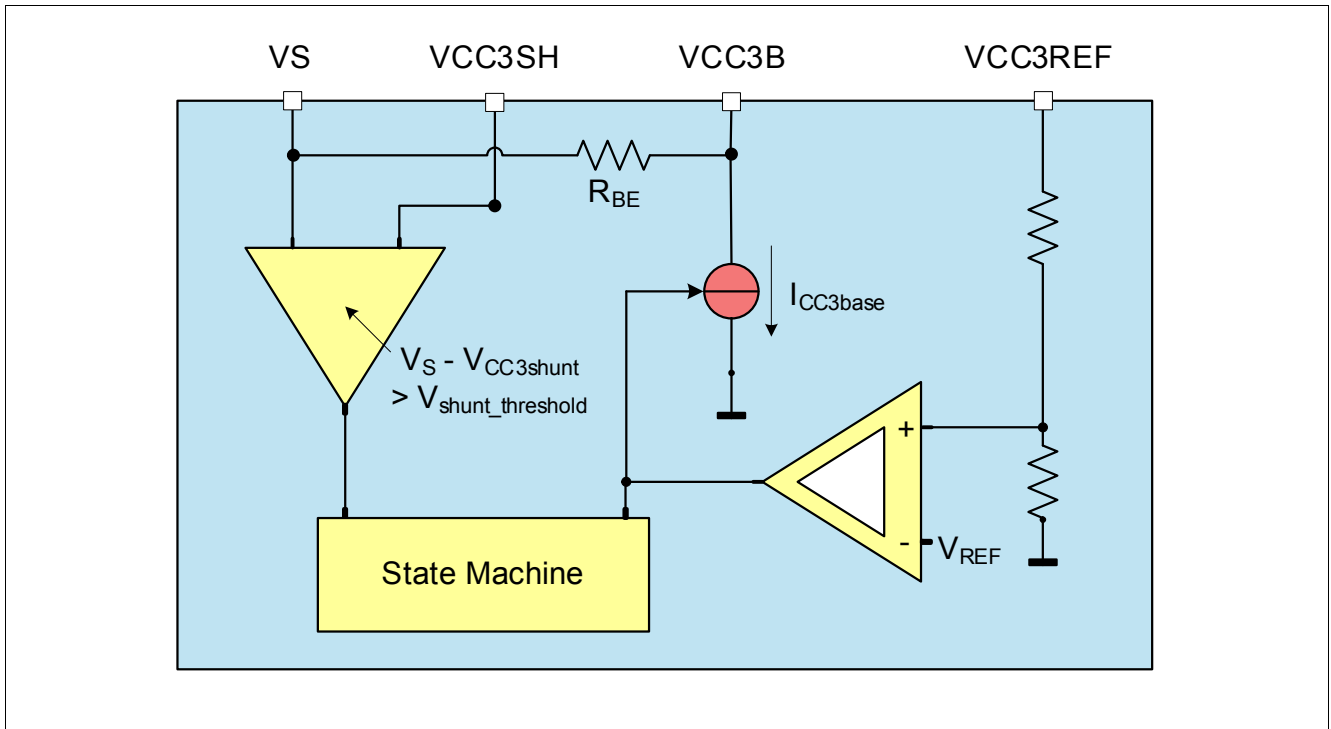 VS VCC3SH VCC3B VCC3REF
RBE
ICC3base
VS - VCC3shunt
> Vshunt_threshold
+
- VREF
State Machine